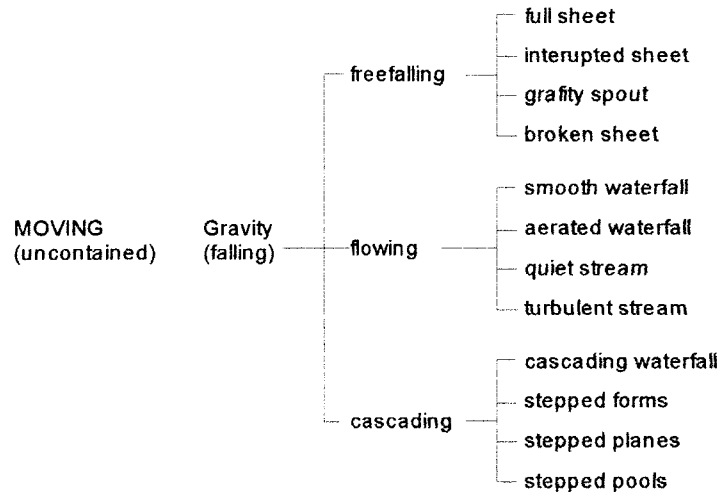 full sheet
freefalling
interupted sheet
grafity spout
broken sheet
smooth waterfall
MOVING
(uncontained)
Gravity
(falling)
flowing
aerated waterfall
quiet stream
turbulent stream
cascading waterfall
stepped forms
cascading
stepped planes
stepped pools